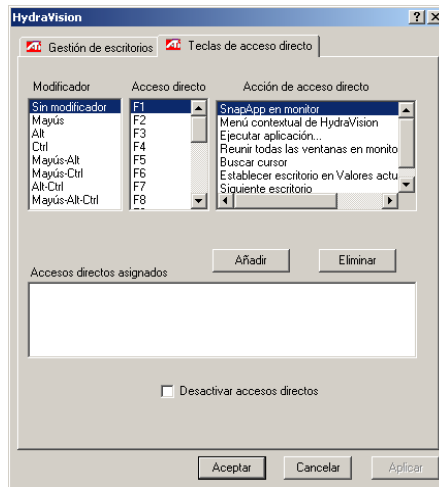 HydraVision
ATI Gestión de escritorios ATI Teclas de acceso directo
Modificador Acceso directo Acción de acceso directo
Sin modificador F1 SnapApp en monitor
Mayús F2 Menú contextual de HydraVision
Alt F3 Ejecutar aplicación...
Ctrl F4 Reunir todas las ventanas en monito
Mayús-Alt F5 Buscar cursor
Mayús-Ctrl F6 Establecer escritorio en Valores actu
Alt-Ctrl F7 Siguiente escritorio
Mayús-Alt-Ctrl F8
Añadir Eliminar
Accesos directos asignados
Desactivar accesos directos
Aceptar Cancelar Aplicar